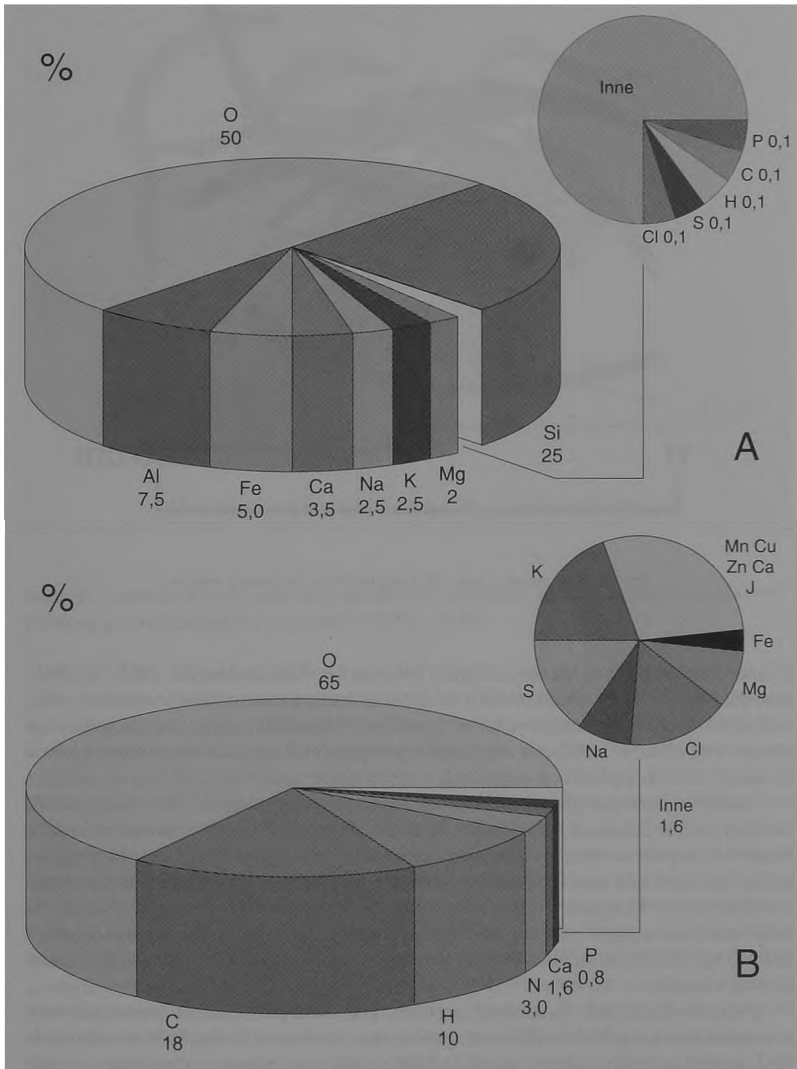 %
O
50
Inne
P 0,1
C 0,1
H 0,1
S 0,1
Cl 0,1
Al
7,5
Fe
5,0
Ca
3,5
Na
2,5
K
2,5
Mg
2
Si
25
A
%
O
65
K
Mn Cu
Zn Ca
J
Fe
Mg
Cl
Na
S
Inne
1,6
C
18
H
10
N
3,0
Ca
1,6
P
0,8
B